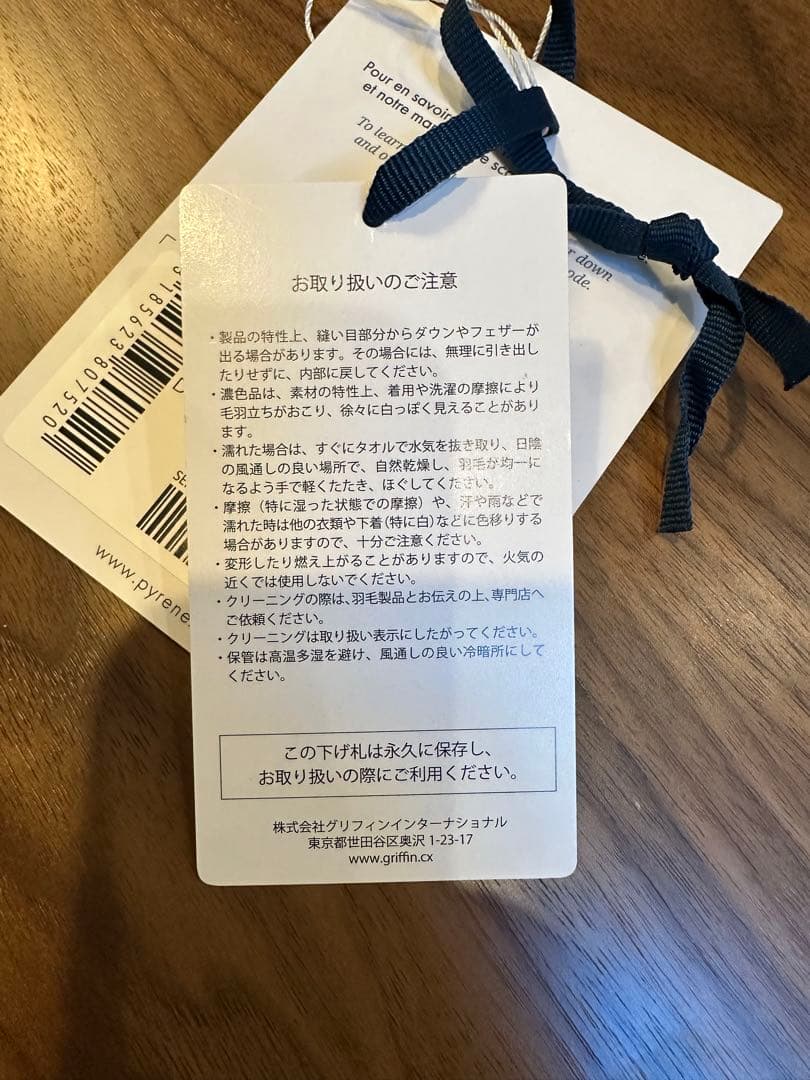 Pour en savoir
et notre
To learn
and
down
ode.
お取り扱いのご注意
・製品の特性上、縫い目部分からダウンやフェザーが
出る場合があります。その場合には、無理に引き出し
たりせずに、内部に戻してください。
・濃色品は、素材の特性上、着用や洗濯の摩擦により
毛羽立ちがおこり、徐々に白っぽく見えることがあり
ます。
・濡れた場合は、すぐにタオルで水気を抜き取り、日陰
の風通しの良い場所で、自然乾燥し、羽毛が均一に
なるよう手で軽くたたき、ほぐしてください。
・摩擦（特に湿った状態での摩擦）や、汗や雨などで
濡れた時は他の衣類や下着（特に白）などに色移りする
場合がありますので、十分ご注意ください。
・変形したり燃え上がることがありますので、火気の
近くでは使用しないでください。
・クリーニングの際は、羽毛製品とお伝えの上、専門店へ
ご依頼ください。
・クリーニングは取り扱い表示にしたがってください。
・保管は高温多湿を避け、風通しの良い冷暗所にして
ください。
この下げ札は永久に保存し、
お取り扱いの際にご利用ください。
株式会社グリフィンインターナショナル
東京都世田谷区奥沢 1-23-17
www.griffin.cx
185623807520
www.pyrene